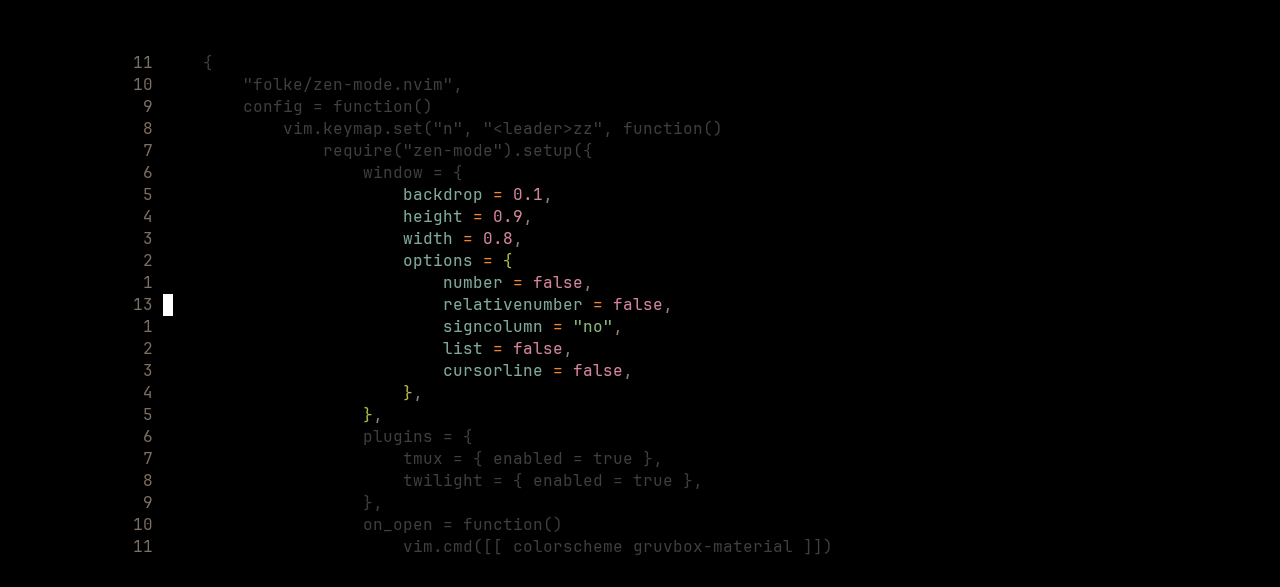 11     {
10         "folke/zen-mode.nvim",
9         config = function()
8             vim.keymap.set("n", "<leader>zz", function()
7                 require("zen-mode").setup({
6                     window = {
5                         backdrop = 0.1,
4                         height = 0.9,
3                         width = 0.8,
2                         options = {
1                             number = false,
13                             relativenumber = false,
1                             signcolumn = "no",
2                             list = false,
3                             cursorline = false,
4                         },
5                     },
6                     plugins = {
7                         tmux = { enabled = true },
8                         twilight = { enabled = true },
9                     },
10                     on_open = function()
11                         vim.cmd([[ colorscheme gruvbox-material ]])